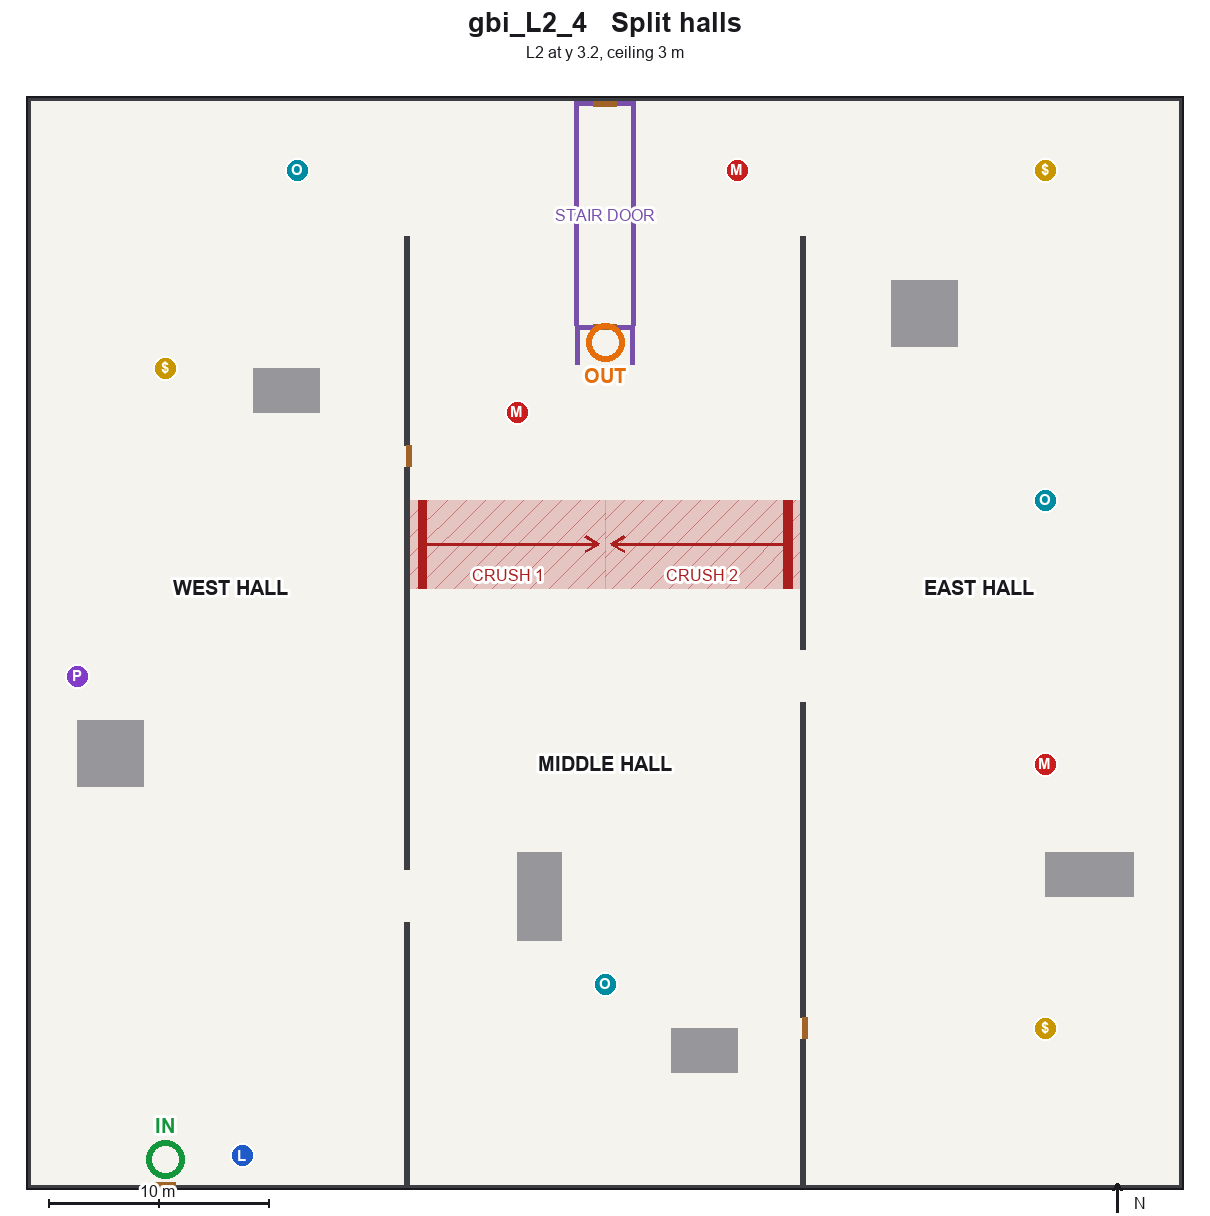 gbi_L2_4 Split halls
L2 at y 3.2, ceiling 3 m
O
M
$
STAIR DOOR
$
OUT
M
O
CRUSH 1
CRUSH 2
WEST HALL
EAST HALL
P
MIDDLE HALL
M
O
$
IN
L
10 m
N